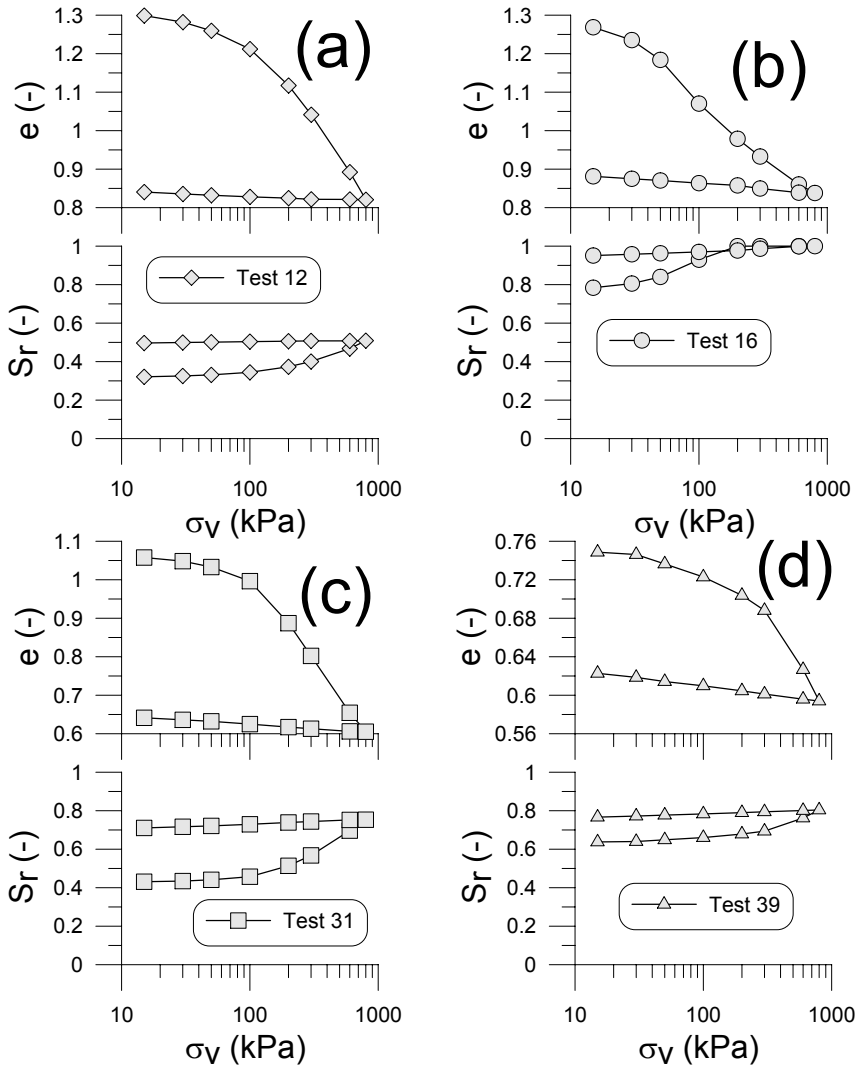 (a)
1.3
1.2
1.1
1
0.9
0.8
e (-)
1
0.8
0.6
0.4
0.2
0
Sr (-)
Test 12
10 100 1000
σv (kPa)
(b)
1.3
1.2
1.1
1
0.9
0.8
e (-)
1
0.8
0.6
0.4
0.2
0
Sr (-)
Test 16
10 100 1000
σv (kPa)
(c)
1.1
1
0.9
0.8
0.7
0.6
e (-)
1
0.8
0.6
0.4
0.2
0
Sr (-)
Test 31
10 100 1000
σv (kPa)
(d)
0.76
0.72
0.68
0.64
0.6
0.56
e (-)
1
0.8
0.6
0.4
0.2
0
Sr (-)
Test 39
10 100 1000
σv (kPa)